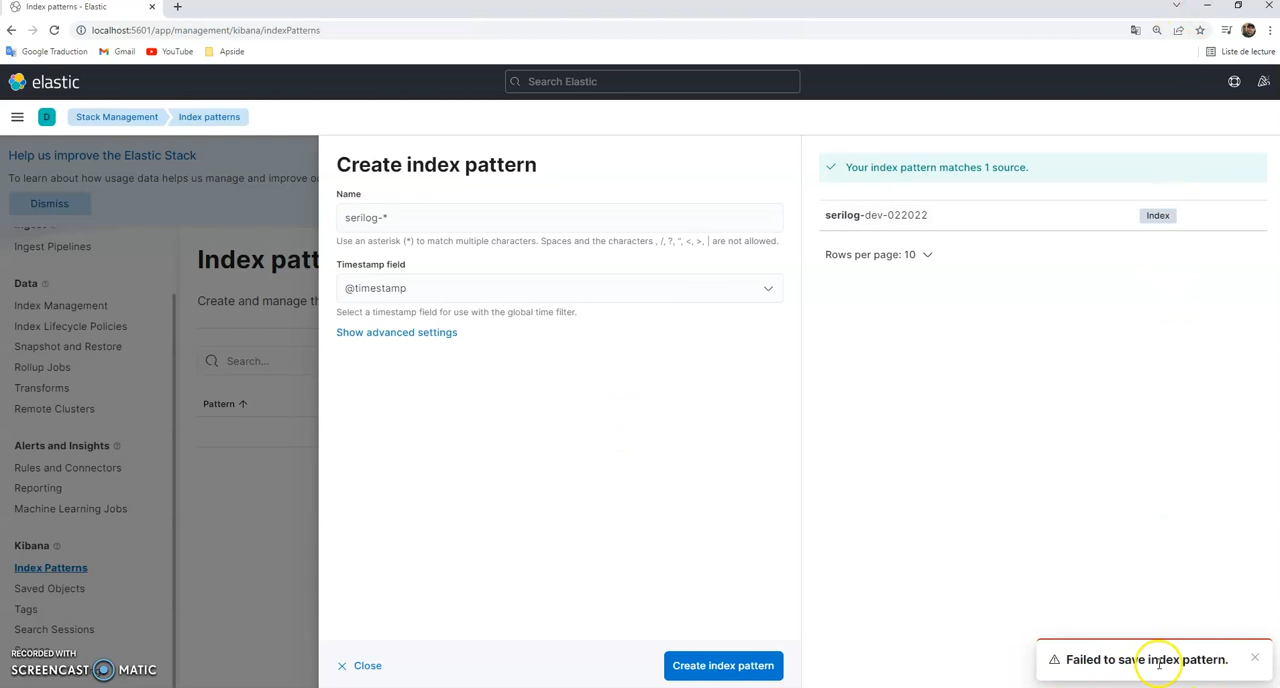 Index patterns - Elastic
localhost:5601/app/management/kibana/indexPatterns
Google Traduction Gmail YouTube Apside Liste de lecture
elastic
Search Elastic
D Stack Management Index patterns
Help us improve the Elastic Stack
To learn about how usage data helps us manage and improve ou
Dismiss
Ingest Pipelines
Data
Index Management
Index Lifecycle Policies
Snapshot and Restore
Rollup Jobs
Transforms
Remote Clusters
Alerts and Insights
Rules and Connectors
Reporting
Machine Learning Jobs
Kibana
Index Patterns
Saved Objects
Tags
Search Sessions
RECORDED WITH
SCREENCAST MATIC
Index patt
Create and manage th
Search...
Pattern
Create index pattern
Name
serilog-*
Use an asterisk (*) to match multiple characters. Spaces and the characters , /, ?, ", <, >, | are not allowed.
Timestamp field
@timestamp
Select a timestamp field for use with the global time filter.
Show advanced settings
Close
Create index pattern
Your index pattern matches 1 source.
serilog-dev-022022 Index
Rows per page: 10
Failed to save index pattern.